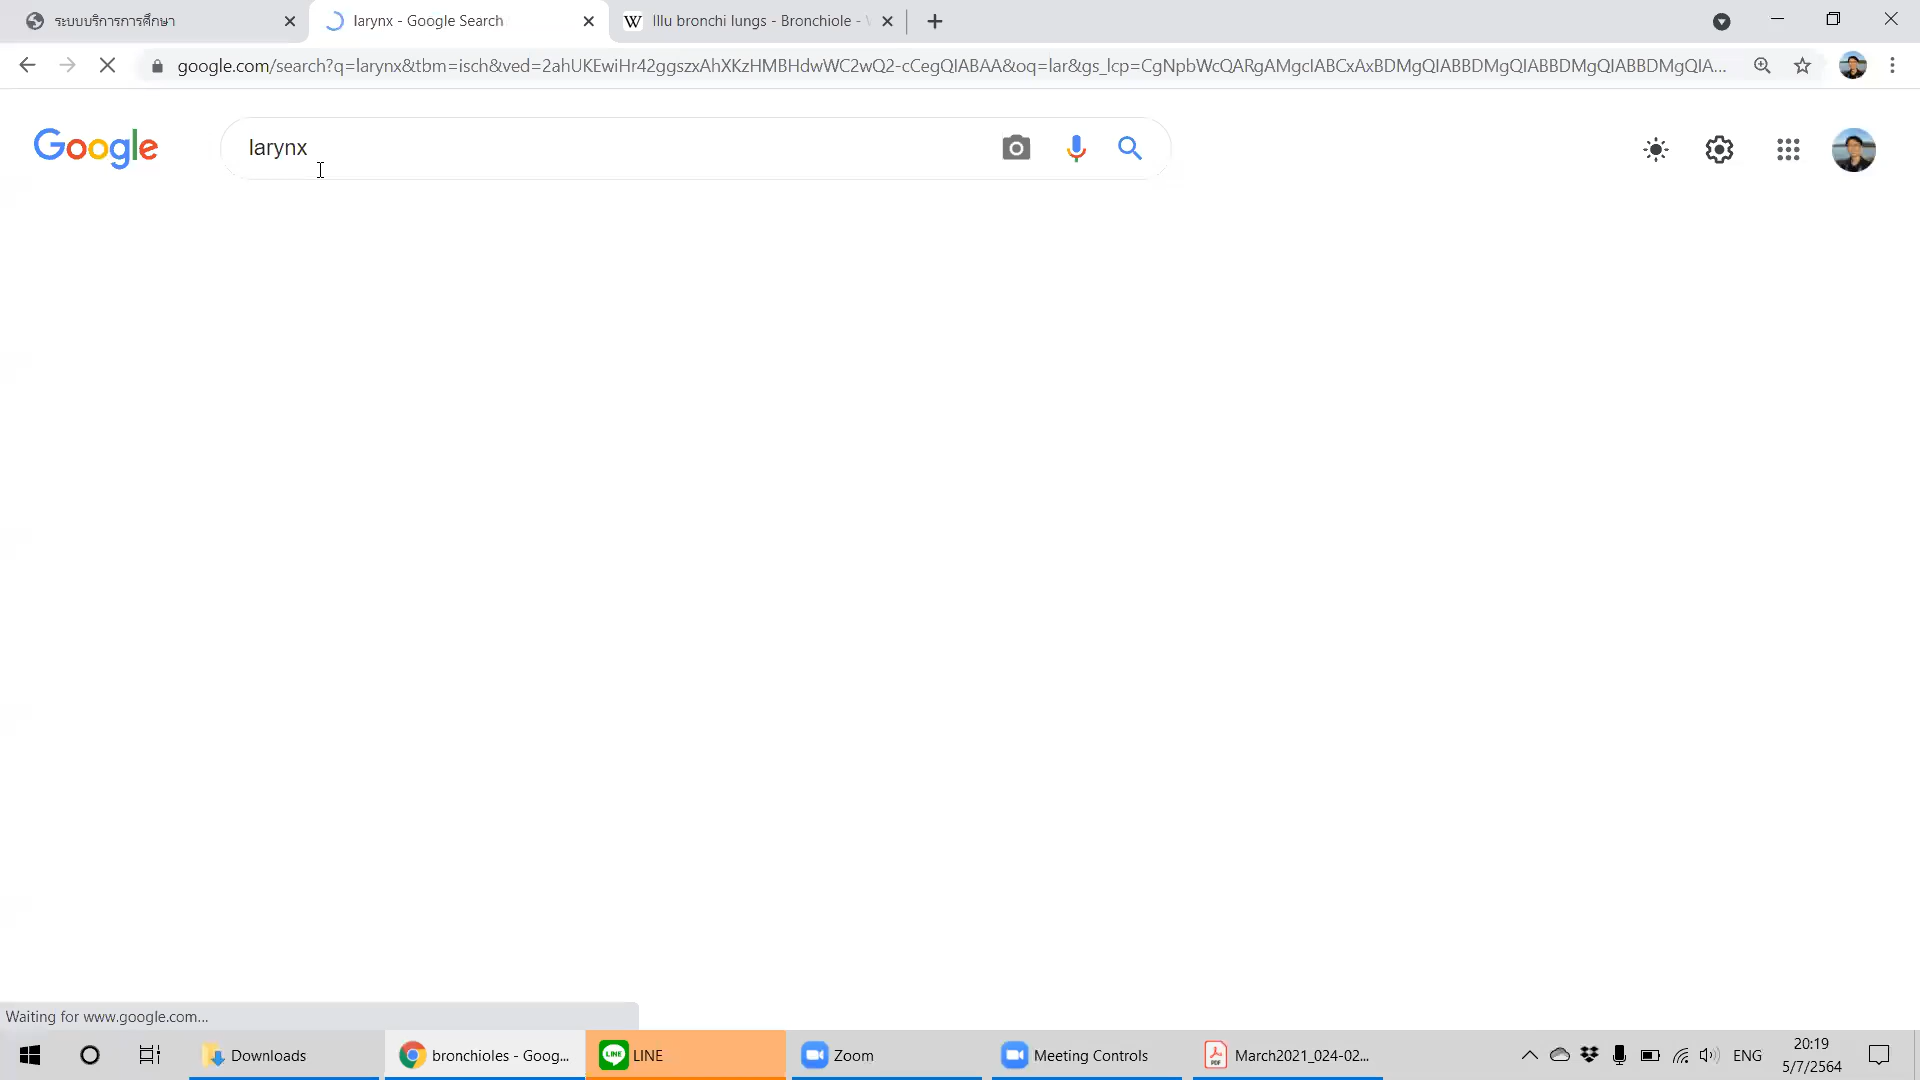 ระบบบริการการศึกษา
larynx - Google Search
W Illu bronchi lungs - Bronchiole -
google.com/search?q=larynx&tbm=isch&ved=2ahUKEwiHr42ggszxAhXKzHMBHdwWC2wQ2-cCegQIABAA&oq=lar&gs_lcp=CgNpbWcQARgAMgcIABCxAxBDMgQIABBDMgQIABBDMgQIABBDMgQIA...
Google
larynx
Waiting for www.google.com...
Downloads
bronchioles - Goog...
LINE
LINE
Zoom
Meeting Controls
PDF
March2021_024-02...
ENG
20:19
5/7/2564